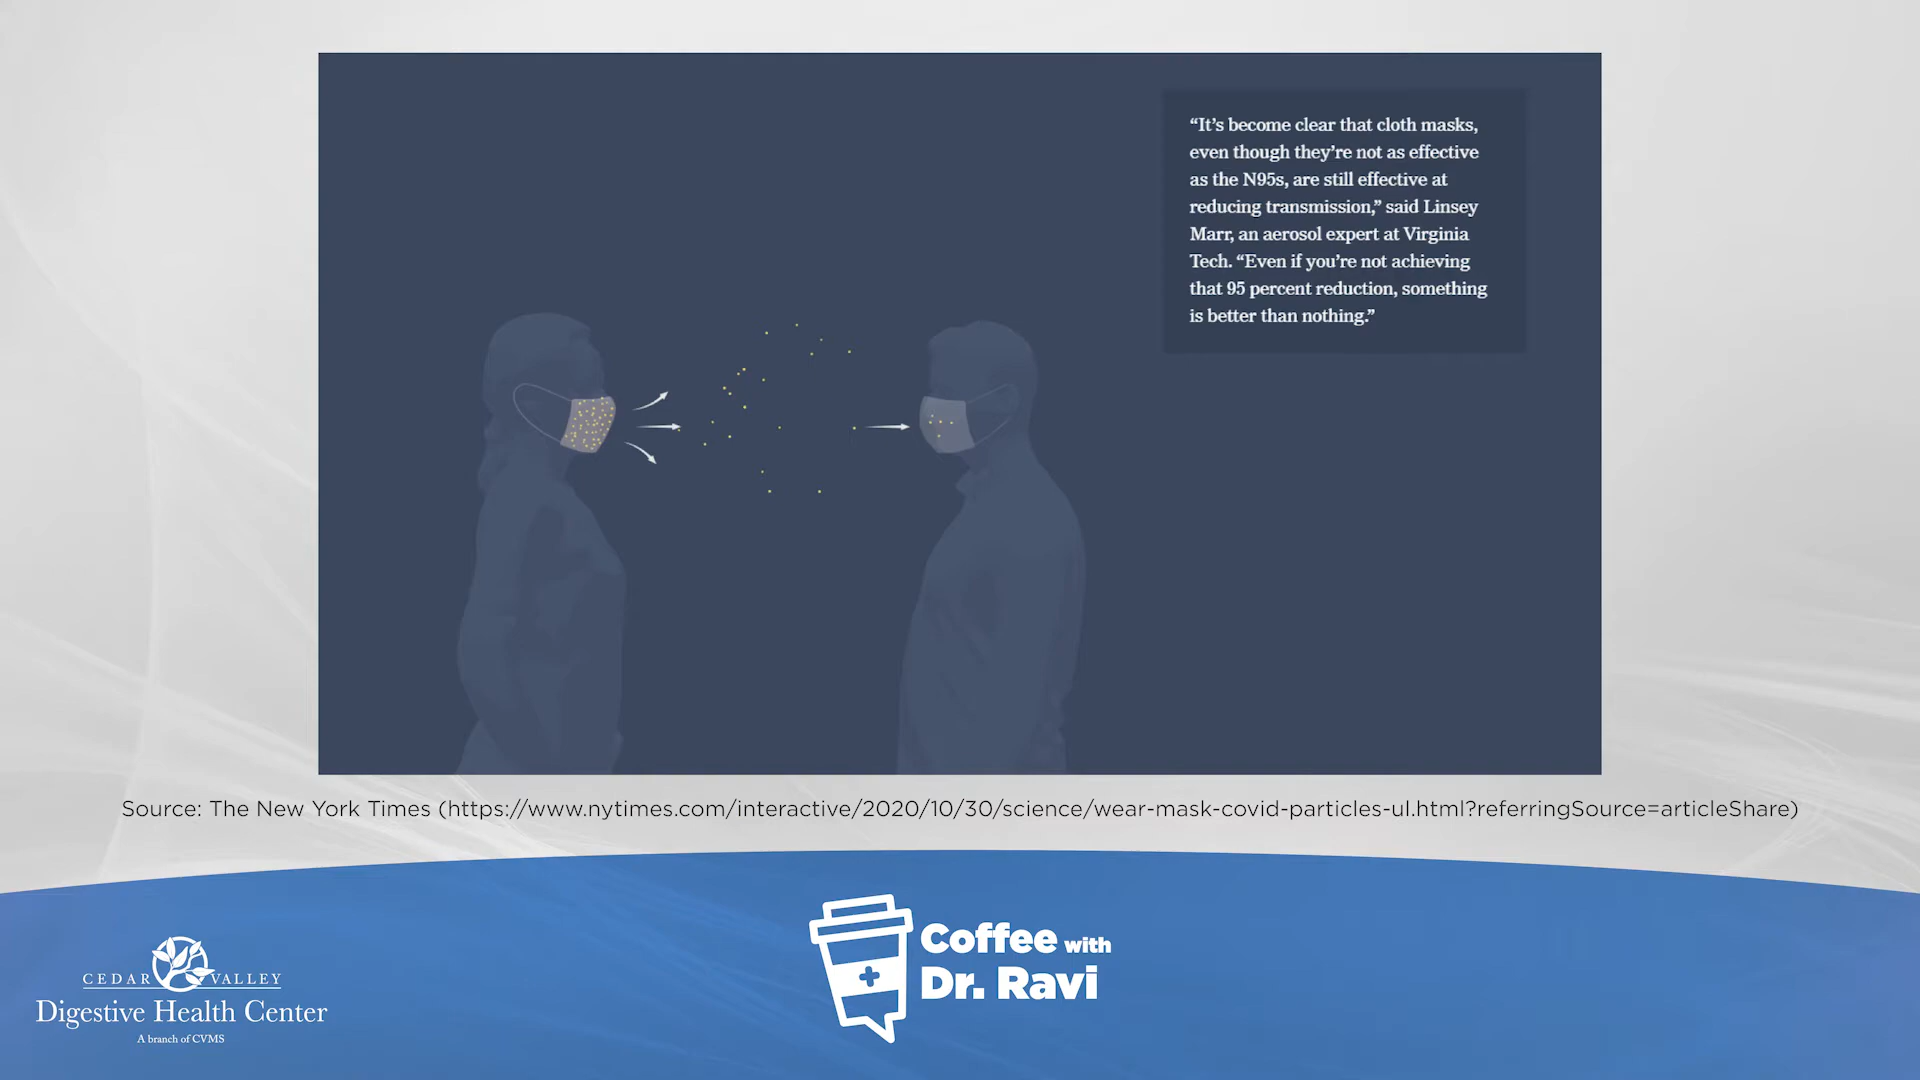 “It’s become clear that cloth masks,
even though they’re not as effective
as the N95s, are still effective at
reducing transmission,” said Linsey
Marr, an aerosol expert at Virginia
Tech. “Even if you’re not achieving
that 95 percent reduction, something
is better than nothing.”
Source: The New York Times (https://www.nytimes.com/interactive/2020/10/30/science/wear-mask-covid-particles-ul.html?referringSource=articleShare)
CEDAR VALLEY
Digestive Health Center
A branch of CVMS
Coffee with
Dr. Ravi